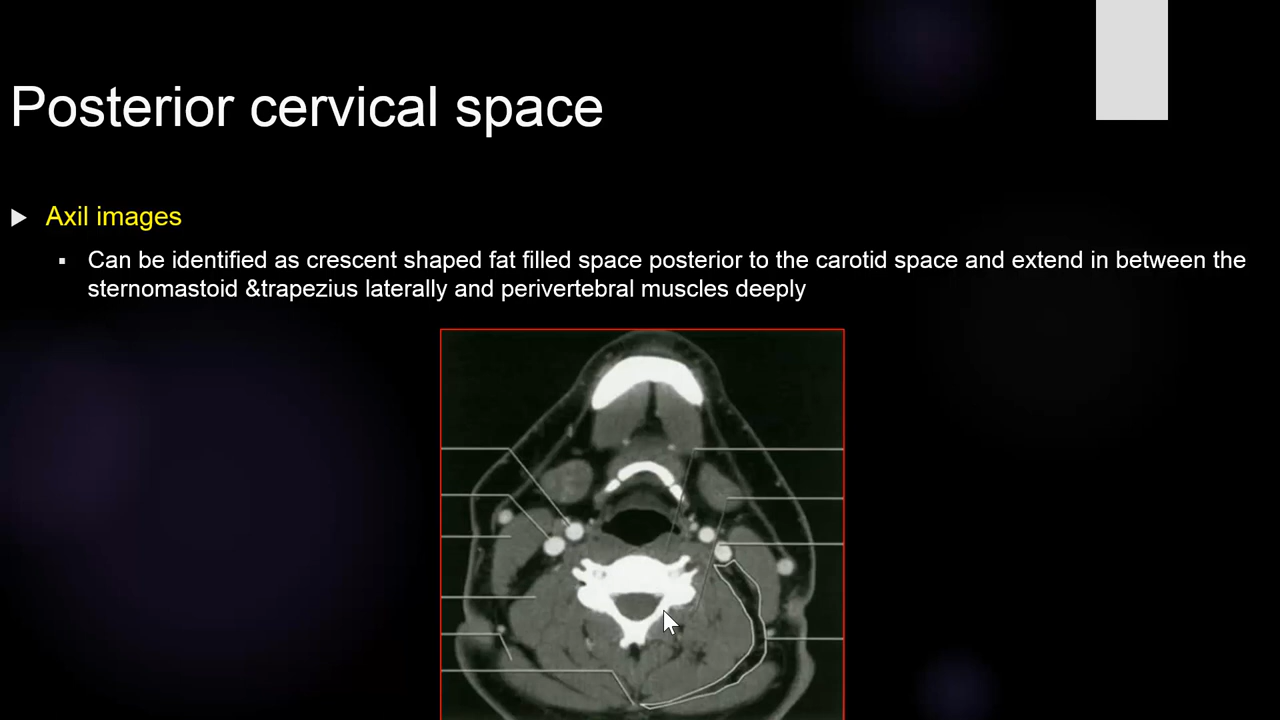 Posterior cervical space
Axil images
Can be identified as crescent shaped fat filled space posterior to the carotid space and extend in between the
sternomastoid &trapezius laterally and perivertebral muscles deeply